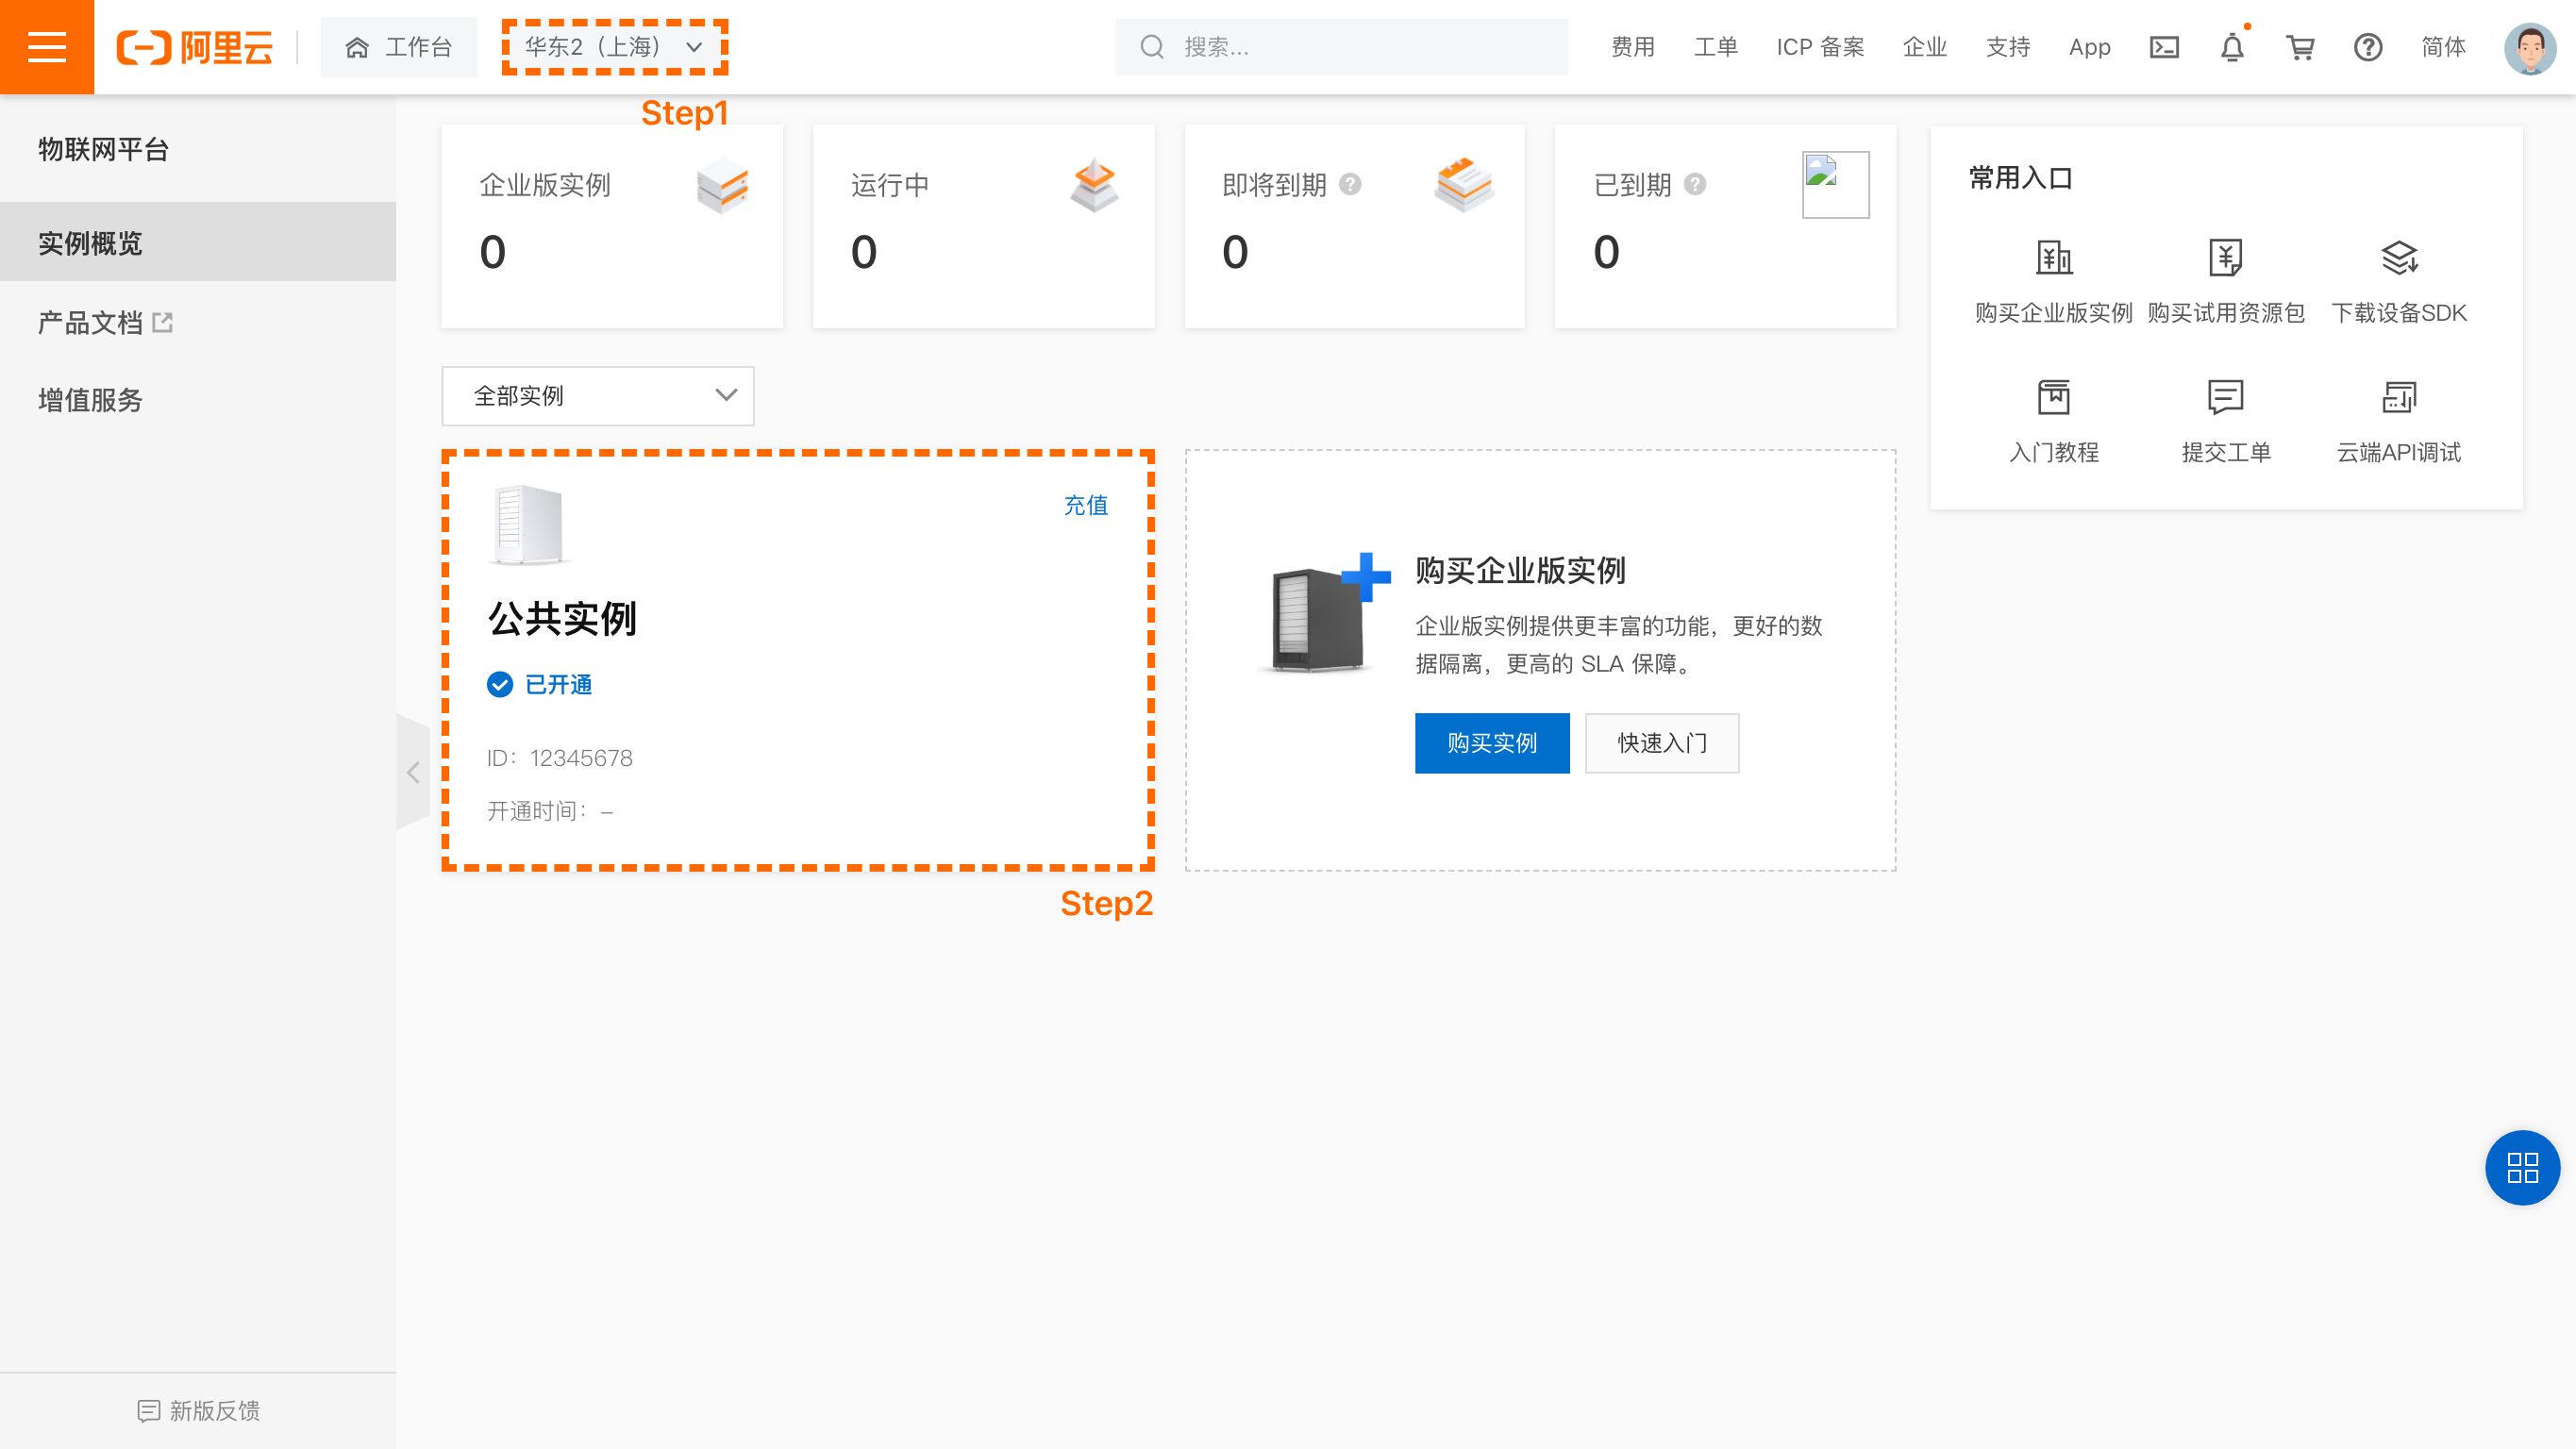 阿里云
工作台
华东2（上海）
搜索...
费用
工单
ICP 备案
企业
支持
App
简体
Step1
物联网平台
实例概览
产品文档
增值服务
新版反馈
企业版实例
0
运行中
0
即将到期
0
已到期
0
全部实例
充值
公共实例
已开通
ID：12345678
开通时间：–
Step2
购买企业版实例
企业版实例提供更丰富的功能，更好的数
据隔离，更高的 SLA 保障。
购买实例
快速入门
常用入口
购买企业版实例
购买试用资源包
下载设备SDK
入门教程
提交工单
云端API调试